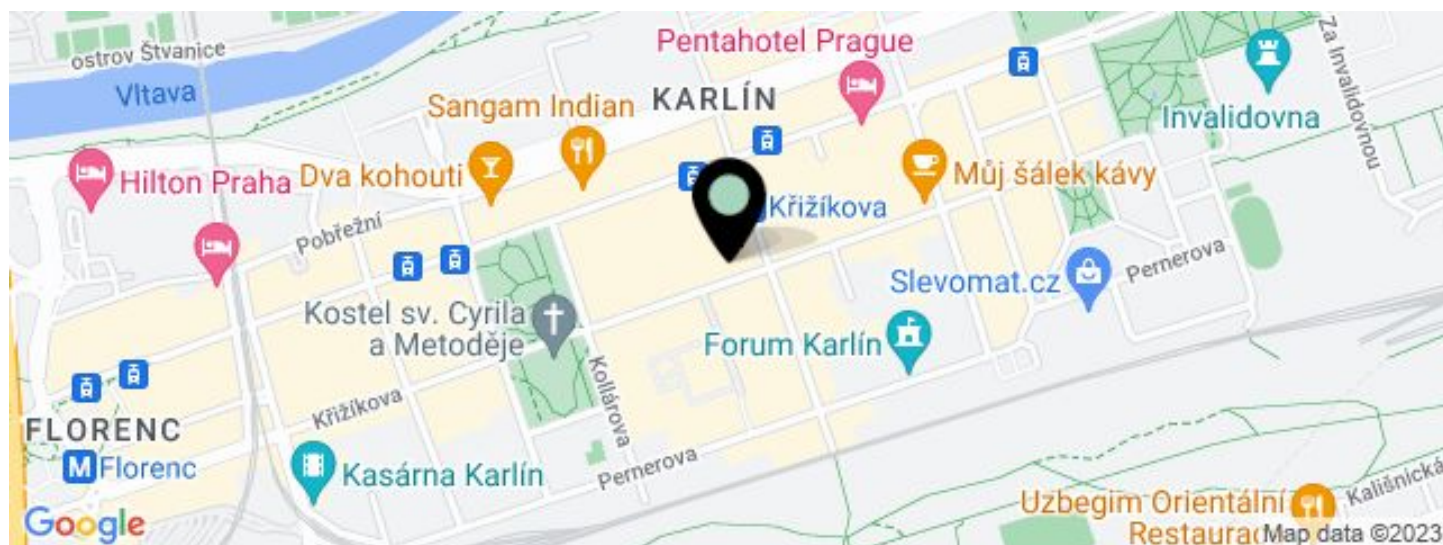 ostrov Štvanice
Vltava
Pentahotel Prague
Za Invalidovnou
Invalidovna
KARLÍN
Sangam Indian
Hilton Praha
Dva kohouti
Můj šálek kávy
Křižíkova
Pobřežní
Slevomat.cz
Pernerova
Kostel sv. Cyrila
a Metoděje
Forum Karlín
Kollárova
Křižíkova
FLORENC
M Florenc
Kasárna Karlín
Pernerova
Kališnická
Uzbegim Orientální
Restaurac
Google
Map data ©2023